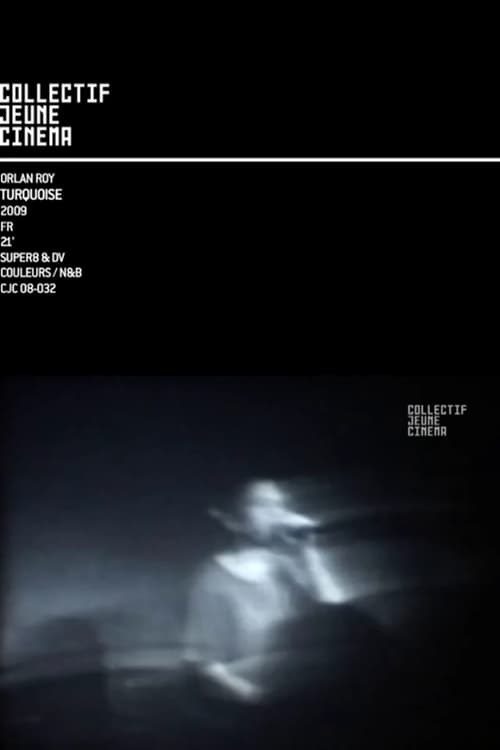 COLLECTIF
JEUNE
CINEMA
ORLAN ROY
TURQUOISE
2009
FR
21'
SUPER8 & DV
COULEURS / N&B
CJC 08-032
COLLECTIF
JEUNE
CINEMA